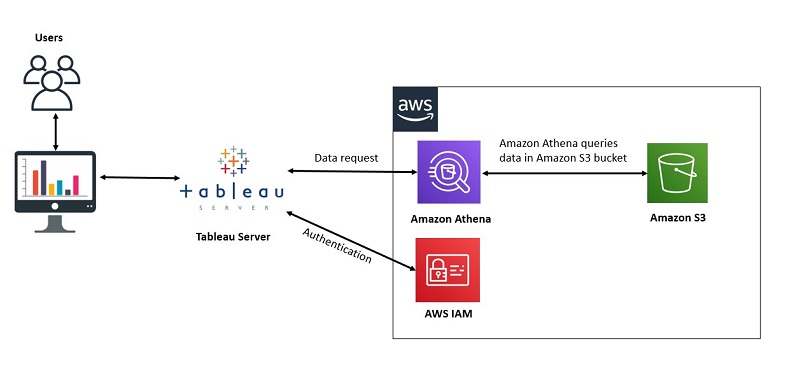 Users
aws
Data request
Amazon Athena queries
data in Amazon S3 bucket
tableau
SERVER
Amazon Athena
Amazon S3
Tableau Server
Authentication
AWS IAM